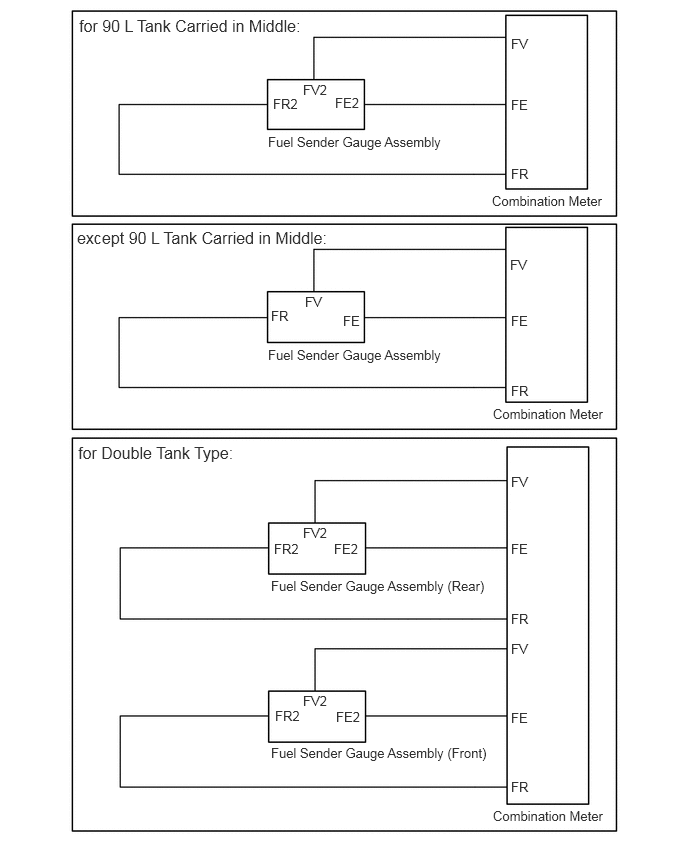 for 90 L Tank Carried in Middle:
FV
FV2
FR2
FE2
FE
Fuel Sender Gauge Assembly
FR
Combination Meter
except 90 L Tank Carried in Middle:
FV
FV
FR
FE
FE
Fuel Sender Gauge Assembly
FR
Combination Meter
for Double Tank Type:
FV
FV2
FR2
FE2
FE
Fuel Sender Gauge Assembly (Rear)
FR
FV
FV2
FR2
FE2
FE
Fuel Sender Gauge Assembly (Front)
FR
Combination Meter